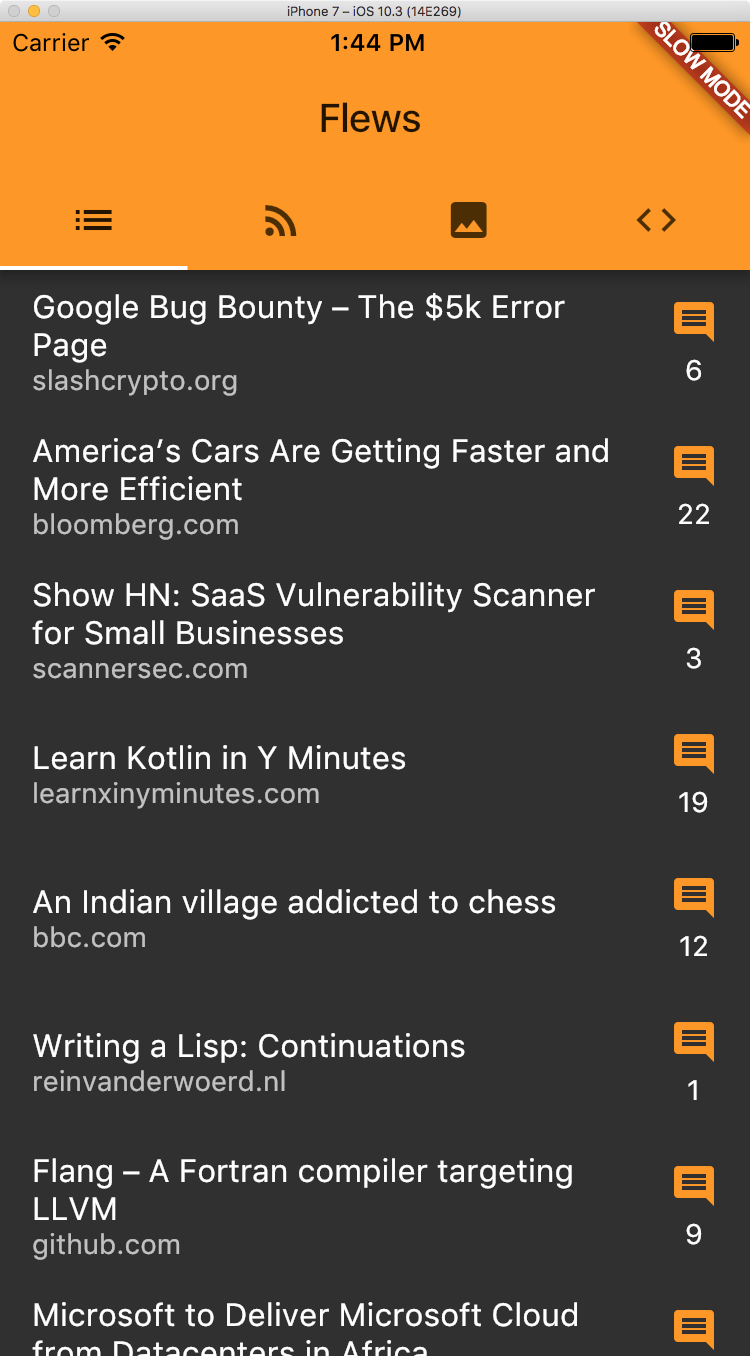 iPhone 7 – iOS 10.3 (14E269)
Carrier
1:44 PM
SLOW MODE
Flews
Google Bug Bounty – The $5k Error
Page
slashcrypto.org
6
America’s Cars Are Getting Faster and
More Efficient
bloomberg.com
22
Show HN: SaaS Vulnerability Scanner
for Small Businesses
scannersec.com
3
Learn Kotlin in Y Minutes
learnxinyminutes.com
19
An Indian village addicted to chess
bbc.com
12
Writing a Lisp: Continuations
reinvanderwoerd.nl
1
Flang – A Fortran compiler targeting
LLVM
github.com
9
Microsoft to Deliver Microsoft Cloud
from Datacenters in Africa